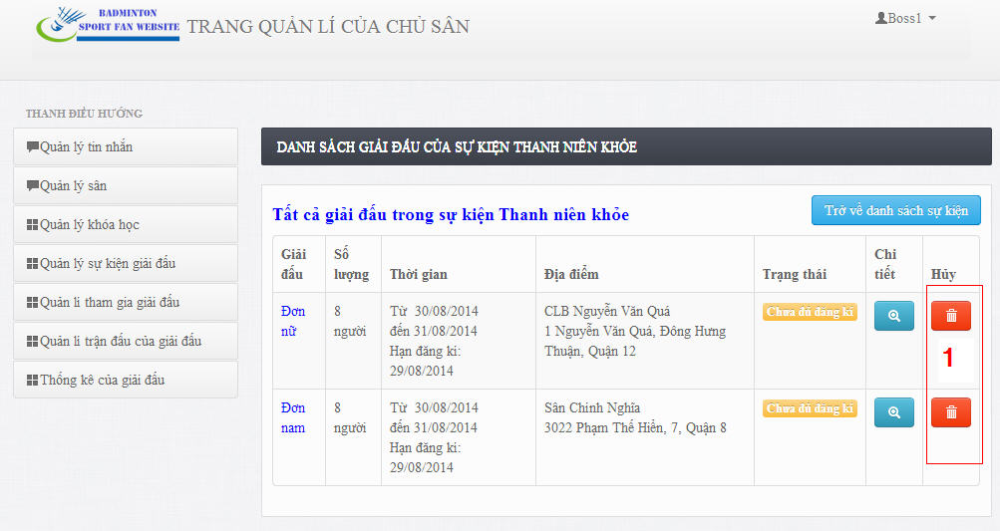 BADMINTON
SPORT FAN WEBSITE
TRANG QUẢN LÍ CỦA CHỦ SÂN
Boss1
THANH ĐIỀU HƯỚNG
Quản lý tin nhắn
Quản lý sân
Quản lý khóa học
Quản lý sự kiện giải đấu
Quản lí tham gia giải đấu
Quản lí trận đấu của giải đấu
Thống kê của giải đấu
DANH SÁCH GIẢI ĐẤU CỦA SỰ KIỆN THANH NIÊN KHỎE
Tất cả giải đấu trong sự kiện Thanh niên khỏe
Trở về danh sách sự kiện
Giải đấu
Số lượng
Thời gian
Địa điểm
Trạng thái
Chi tiết
Hủy
Đơn nữ
8 người
Từ 30/08/2014
đến 31/08/2014
Hạn đăng kí:
29/08/2014
CLB Nguyễn Văn Quá
1 Nguyễn Văn Quá, Đông Hưng
Thuận, Quận 12
Chưa đủ đăng kí
1
Đơn nam
8 người
Từ 30/08/2014
đến 31/08/2014
Hạn đăng kí:
29/08/2014
Sân Chính Nghĩa
3022 Phạm Thế Hiển, 7, Quận 8
Chưa đủ đăng kí